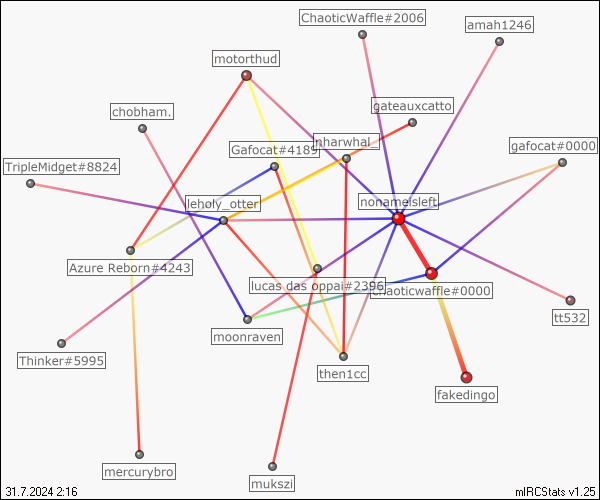 ChaoticWaffle#2006
amah1246
motorthud
chobham.
gateauxcatto
nharwhal_
Gafocat#4189
gafocat#0000
TripleMidget#8824
leholy_otter
nonameisleft
Azure Reborn#4243
lucas das oppai#2396
chaoticwaffle#0000
tt532
moonraven
Thinker#5995
then1cc
fakedingo
mercurybro
mukszi
31.7.2024 2:16
mIRCStats v1.25